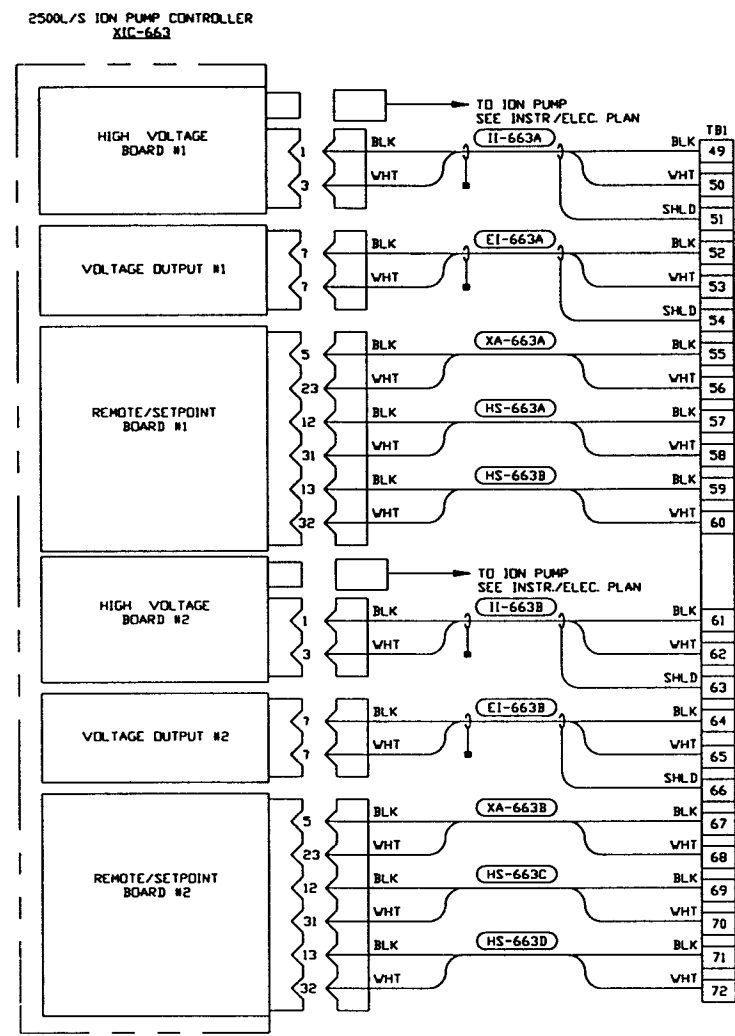 2500L/S ION PUMP CONTROLLER
XIC-663
HIGH VOLTAGE
BOARD #1
TO ION PUMP
SEE INSTR/ELEC. PLAN
TB1
1 BLK II-663A BLK 49
3 WHT WHT 50
SHLD 51
VOLTAGE OUTPUT #1
? BLK EI-663A BLK 52
? WHT WHT 53
SHLD 54
REMOTE/SETPOINT
BOARD #1
5 BLK XA-663A BLK 55
23 WHT WHT 56
12 BLK HS-663A BLK 57
31 WHT WHT 58
13 BLK HS-663B BLK 59
32 WHT WHT 60
HIGH VOLTAGE
BOARD #2
TO ION PUMP
SEE INSTR./ELEC. PLAN
1 BLK II-663B BLK 61
3 WHT WHT 62
SHLD 63
VOLTAGE OUTPUT #2
? BLK EI-663B BLK 64
? WHT WHT 65
SHLD 66
REMOTE/SETPOINT
BOARD #2
5 BLK XA-663B BLK 67
23 WHT WHT 68
12 BLK HS-663C BLK 69
31 WHT WHT 70
13 BLK HS-663D BLK 71
32 WHT WHT 72